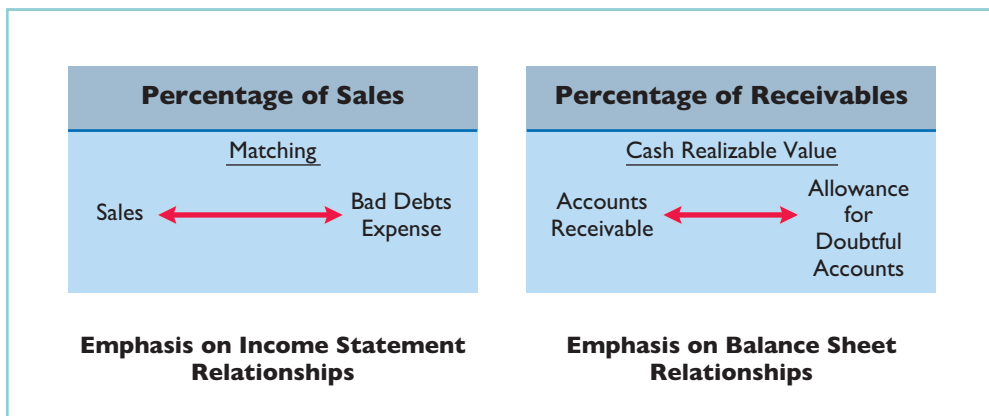 Percentage of Sales
Matching
Sales
Bad Debts
Expense
Emphasis on Income Statement
Relationships
Percentage of Receivables
Cash Realizable Value
Accounts
Receivable
Allowance
for
Doubtful
Accounts
Emphasis on Balance Sheet
Relationships